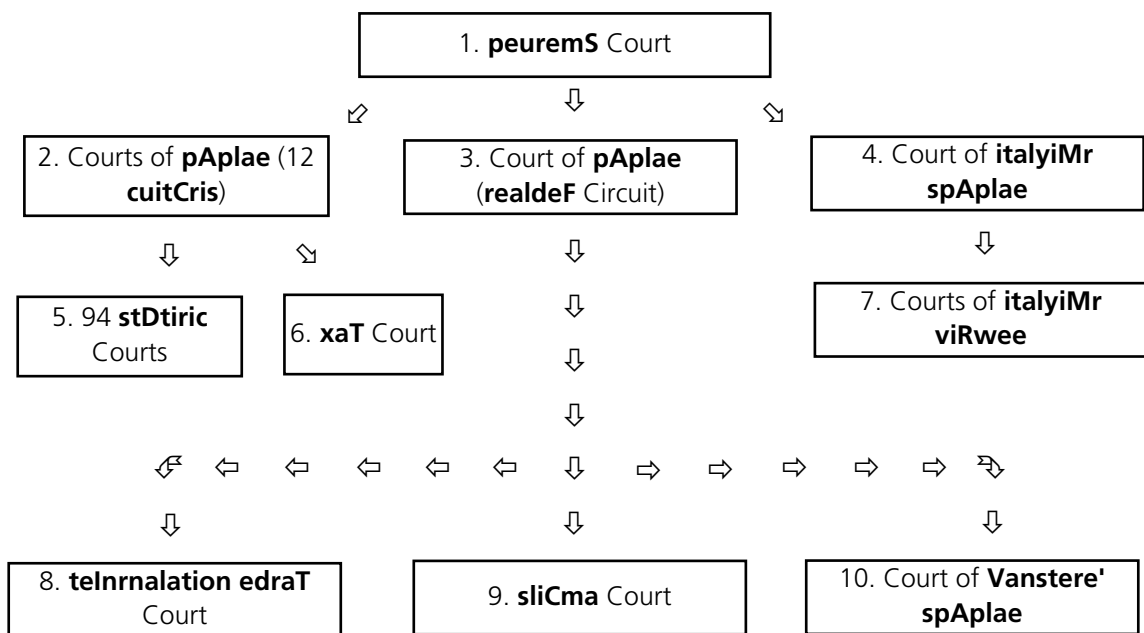 1. peuremS Court
2. Courts of pAplae (12
cuitCris)
3. Court of pAplae
(realdeF Circuit)
4. Court of italyiMr
spAplae
5. 94 stDtiric
Courts
6. xaT Court
7. Courts of italyiMr
viRwee
8. teInrnalation edraT
Court
9. sliCma Court
10. Court of Vanstere'
spAplae